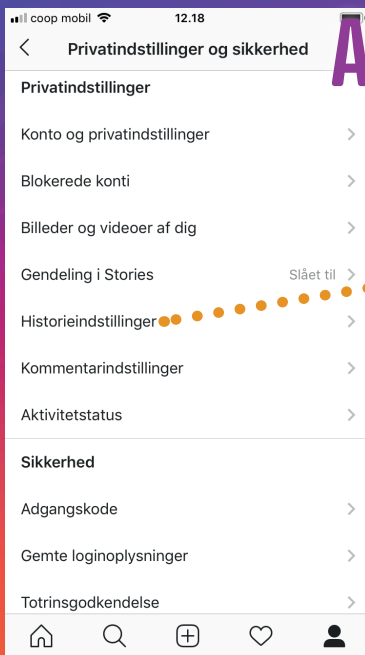 coop mobil 12.18
Privatindstillinger og sikkerhed
A
Privatindstillinger
Konto og privatindstillinger
Blokerede konti
Billeder og videoer af dig
Gendeling i Stories Slået til
Historieindstillinger
Kommentarindstillinger
Aktivitetstatus
Sikkerhed
Adgangskode
Gemte loginoplysninger
Totrinsgodkendelse